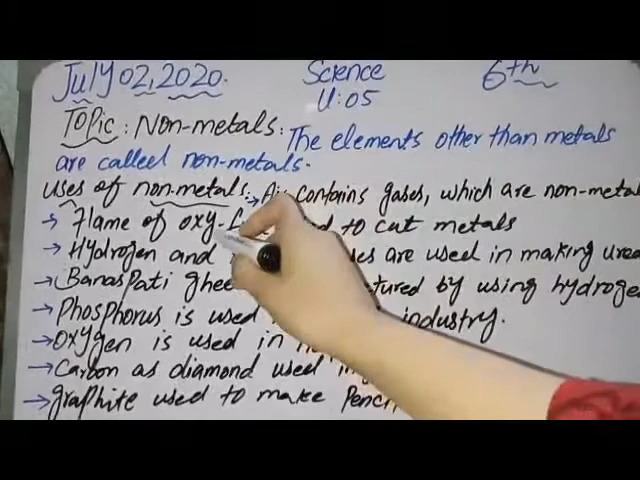 July 02, 2020. Science 6th
U:05
Topic: Non-metals: The elements other than metals
are called non-metals.
Uses of non-metals: Air contains gases, which are non-metal
→ Flame of oxy- to cut metals
→ Hydrogen and are used in making urea
→ Banaspati ghee by using hydroge
→ Phosphorus is used industry.
→ Oxygen is used in
→ Carbon as diamond used
→ Graphite used to make Penci